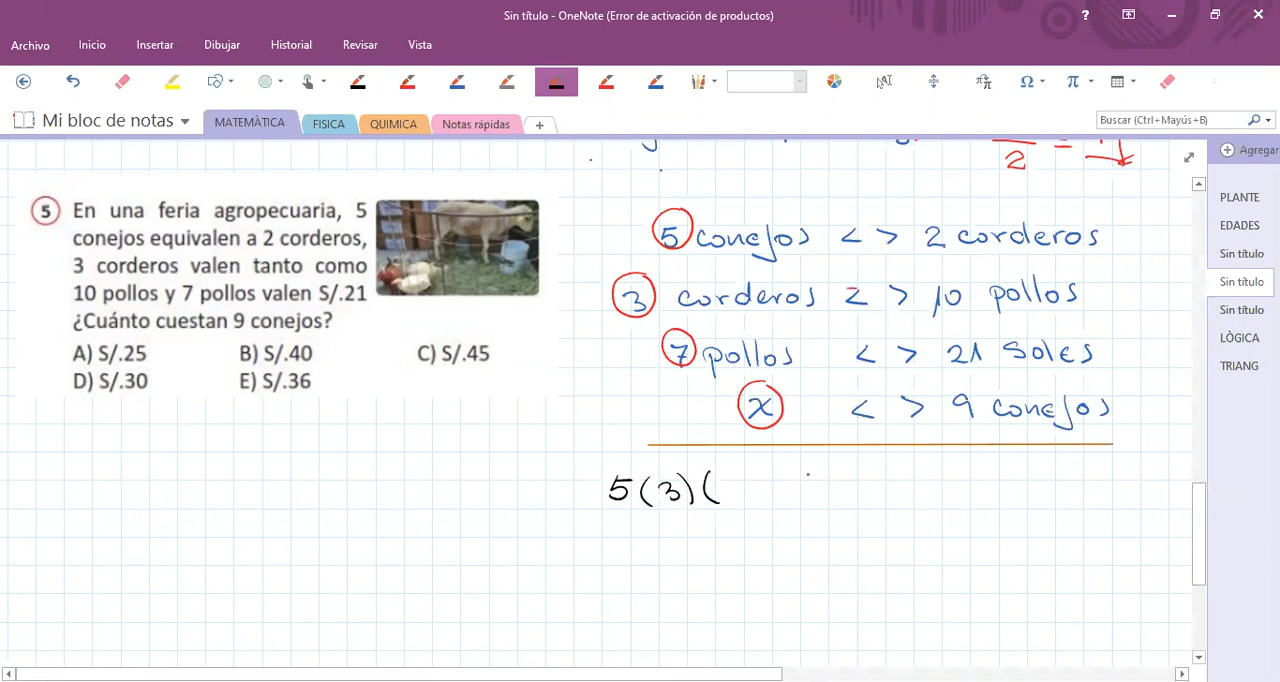 Sin título - OneNote (Error de activación de productos)
?
Archivo Inicio Insertar Dibujar Historial Revisar Vista
Mi bloc de notas MATEMÀTICA FISICA QUIMICA Notas rápidas +
Buscar (Ctrl+Mayús+B)
Agregar
PLANTE
EDADES
Sin título
Sin título
Sin título
LÒGICA
TRIANG
5 En una feria agropecuaria, 5
conejos equivalen a 2 corderos,
3 corderos valen tanto como
10 pollos y 7 pollos valen S/.21
¿Cuánto cuestan 9 conejos?
A) S/.25 B) S/.40 C) S/.45
D) S/.30 E) S/.36
2 =
5 conejos < > 2 corderos
3 corderos < > 10 pollos
7 pollos < > 21 soles
x < > 9 conejos
5(3)(